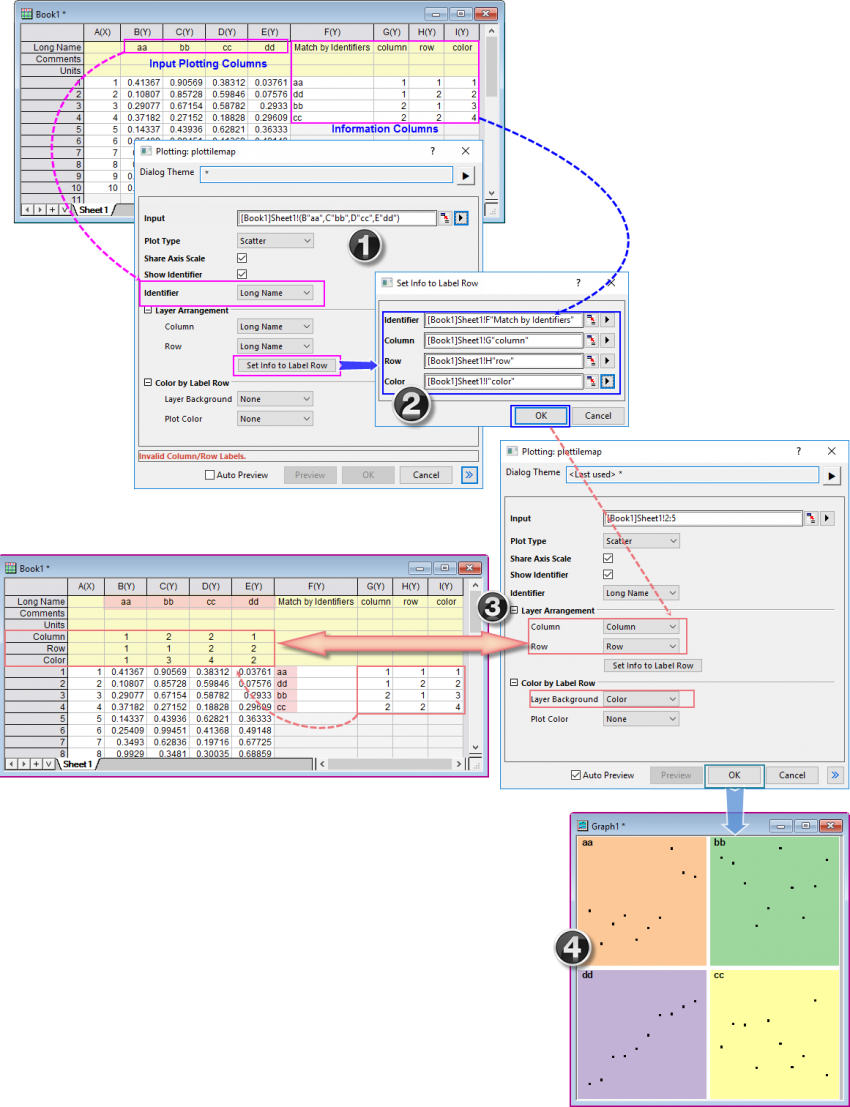 Book1 *
A(X) B(Y) C(Y) D(Y) E(Y) F(Y) G(Y) H(Y) I(Y)
Long Name aa bb cc dd Match by Identifiers column row color
Comments
Units
Input Plotting Columns
1 1 0.41367 0.90569 0.38312 0.03761 aa 1 1 1
2 2 0.10807 0.85728 0.59846 0.07576 dd 1 2 2
3 3 0.29077 0.67154 0.58782 0.2933 bb 2 1 3
4 4 0.37182 0.27152 0.18828 0.29609 cc 2 2 4
5 5 0.14337 0.43936 0.62821 0.36333
Information Columns
6 6
7 7
8 8
9 9 0.
10 10 0.
11
Sheet1
Plotting: plottilemap
? X
Dialog Theme *
Input [Book1]Sheet1!(B"aa",C"bb",D"cc",E"dd")
Plot Type Scatter
1
Share Axis Scale
Show Identifier
Identifier Long Name
Layer Arrangement
Column Long Name
Row Long Name
Set Info to Label Row
Color by Label Row
Layer Background None
Plot Color None
Invalid Column/Row Labels.
Auto Preview Preview OK Cancel
Set Info to Label Row
? X
Identifier [Book1]Sheet1!F"Match by Identifiers"
Column [Book1]Sheet1!G"column"
Row [Book1]Sheet1!H"row"
Color [Book1]Sheet1!I"color"
2
OK Cancel
Plotting: plottilemap
? X
Dialog Theme <Last used> *
Input [Book1]Sheet1!2:5
Plot Type Scatter
Share Axis Scale
Show Identifier
Identifier Long Name
3
Layer Arrangement
Column Column
Row Row
Set Info to Label Row
Color by Label Row
Layer Background Color
Plot Color None
Auto Preview Preview OK Cancel
Book1 *
A(X) B(Y) C(Y) D(Y) E(Y) F(Y) G(Y) H(Y) I(Y)
Long Name aa bb cc dd Match by Identifiers column row color
Comments
Units
Column 1 2 2 1
Row 1 1 2 2
Color 1 3 4 2
1 1 0.41367 0.90569 0.38312 0.03761 aa 1 1 1
2 2 0.10807 0.85728 0.59846 0.07576 dd 1 2 2
3 3 0.29077 0.67154 0.58782 0.2933 bb 2 1 3
4 4 0.37182 0.27152 0.18828 0.29609 cc 2 2 4
5 5 0.14337 0.43936 0.62821 0.36333
6 6 0.25409 0.99451 0.41368 0.49148
7 7 0.3493 0.62836 0.19716 0.67725
8 8 0.9929 0.3481 0.30035 0.68859
Sheet1
Graph1 *
aa bb
4
dd cc